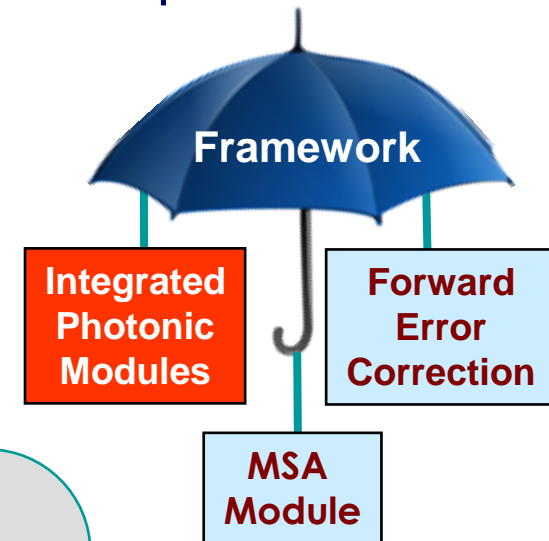 Framework
Integrated
Photonic
Modules
Forward
Error
Correction
MSA
Module